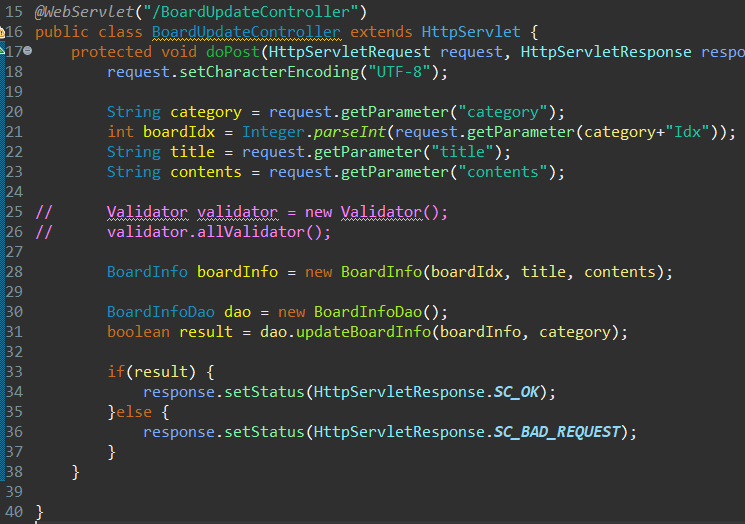 15 @WebServlet("/BoardUpdateController")
16 public class BoardUpdateController extends HttpServlet {
17     protected void doPost(HttpServletRequest request, HttpServletResponse respo
18         request.setCharacterEncoding("UTF-8");
19
20         String category = request.getParameter("category");
21         int boardIdx = Integer.parseInt(request.getParameter(category+"Idx"));
22         String title = request.getParameter("title");
23         String contents = request.getParameter("contents");
24
25 //      Validator validator = new Validator();
26 //      validator.allValidator();
27
28         BoardInfo boardInfo = new BoardInfo(boardIdx, title, contents);
29
30         BoardInfoDao dao = new BoardInfoDao();
31         boolean result = dao.updateBoardInfo(boardInfo, category);
32
33         if(result) {
34             response.setStatus(HttpServletResponse.SC_OK);
35         }else {
36             response.setStatus(HttpServletResponse.SC_BAD_REQUEST);
37         }
38     }
39
40 }